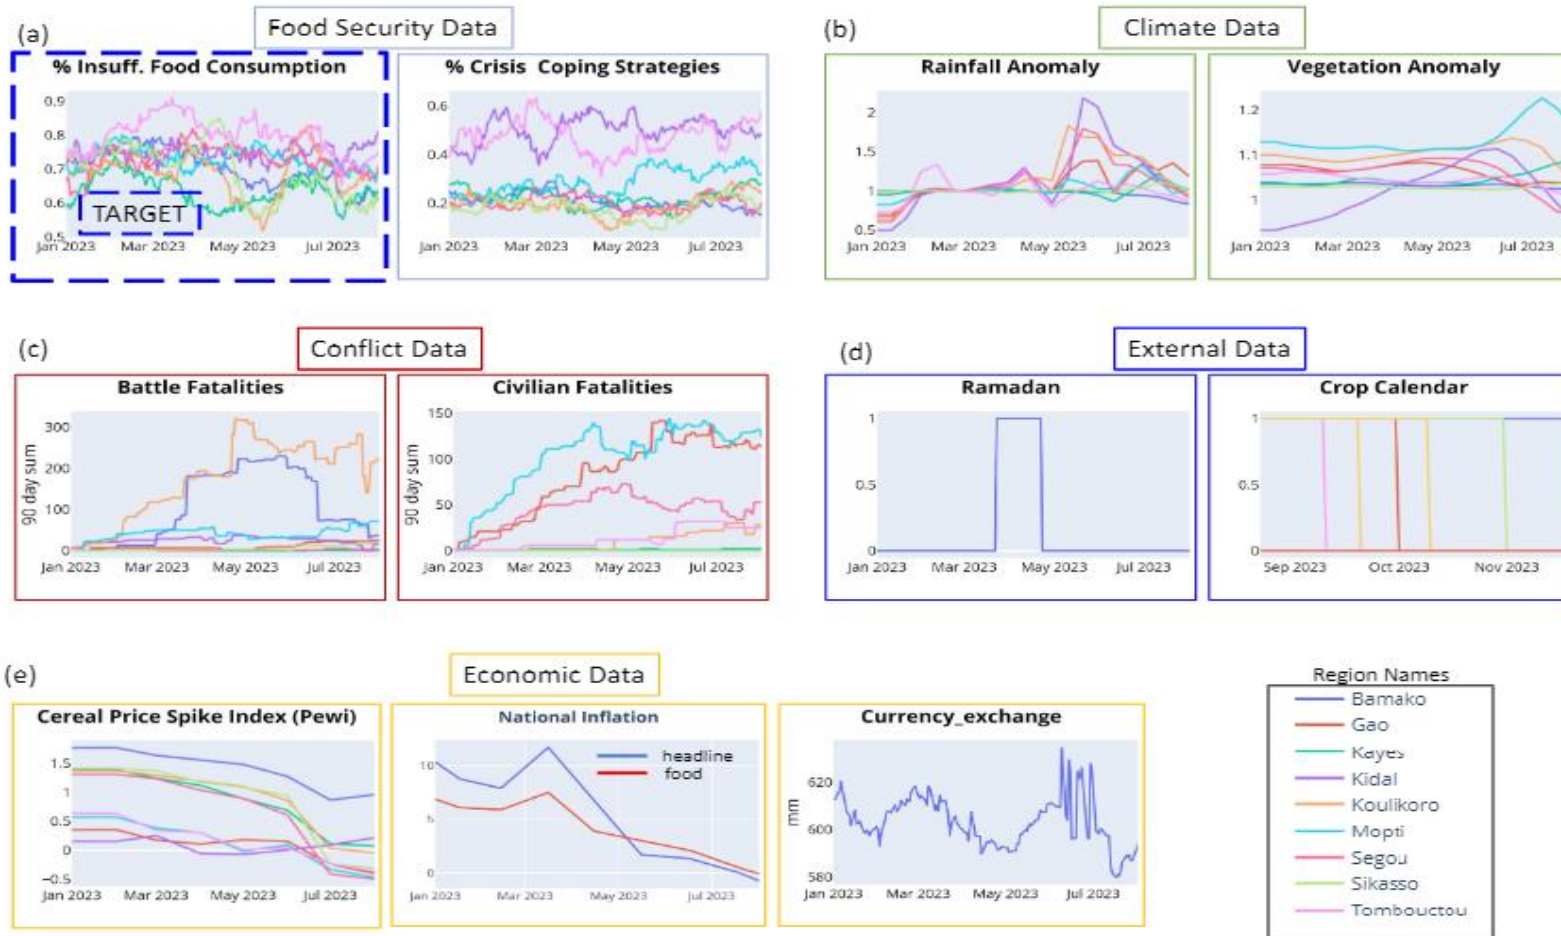 (a)
Food Security Data
% Insuff. Food Consumption
0.9
0.8
0.7
0.6
0.5
TARGET
Jan 2023 Mar 2023 May 2023 Jul 2023
% Crisis Coping Strategies
0.6
0.4
0.2
Jan 2023 Mar 2023 May 2023 Jul 2023
(b)
Climate Data
Rainfall Anomaly
2
1.5
1
0.5
Jan 2023 Mar 2023 May 2023 Jul 2023
Vegetation Anomaly
1.2
1.1
1
Jan 2023 Mar 2023 May 2023 Jul 2023
(c)
Conflict Data
Battle Fatalities
90 day sum
300
200
100
0
Jan 2023 Mar 2023 May 2023 Jul 2023
Civilian Fatalities
90 day sum
150
100
50
0
Jan 2023 Mar 2023 May 2023 Jul 2023
(d)
External Data
Ramadan
1
0.5
0
Jan 2023 Mar 2023 May 2023 Jul 2023
Crop Calendar
1
0.5
0
Sep 2023 Oct 2023 Nov 2023
(e)
Economic Data
Cereal Price Spike Index (Pewi)
1.5
1
0.5
0
−0.5
Jan 2023 Mar 2023 May 2023 Jul 2023
National Inflation
headline
food
10
5
0
Jan 2023 Mar 2023 May 2023 Jul 2023
Currency_exchange
mm
620
600
580
Jan 2023 Mar 2023 May 2023 Jul 2023
Region Names
Bamako
Gao
Kayes
Kidal
Koulikoro
Mopti
Segou
Sikasso
Tombouctou